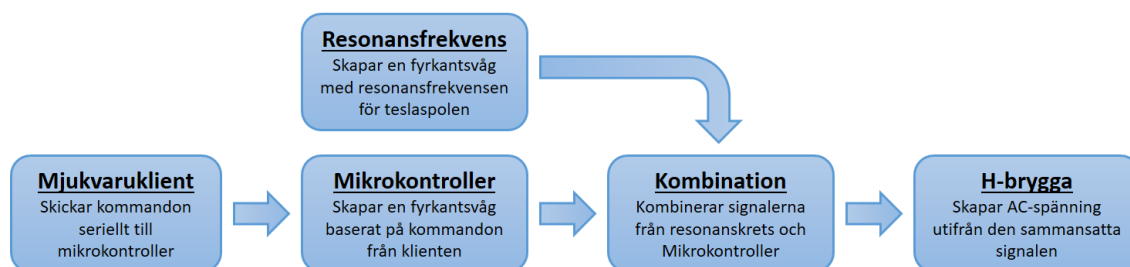 Resonansfrekvens
Skapar en fyrkantsvåg
med resonansfrekvensen
för teslaspolen
Mjukvaruklient
Skickar kommandon
seriellt till
mikrokontroller
Mikrokontroller
Skapar en fyrkantsvåg
baserat på kommandon
från klienten
Kombination
Kombinerar signalerna
från resonanskrets och
Mikrokontroller
H-brygga
Skapar AC-spänning
utifrån den sammansatta
signalen